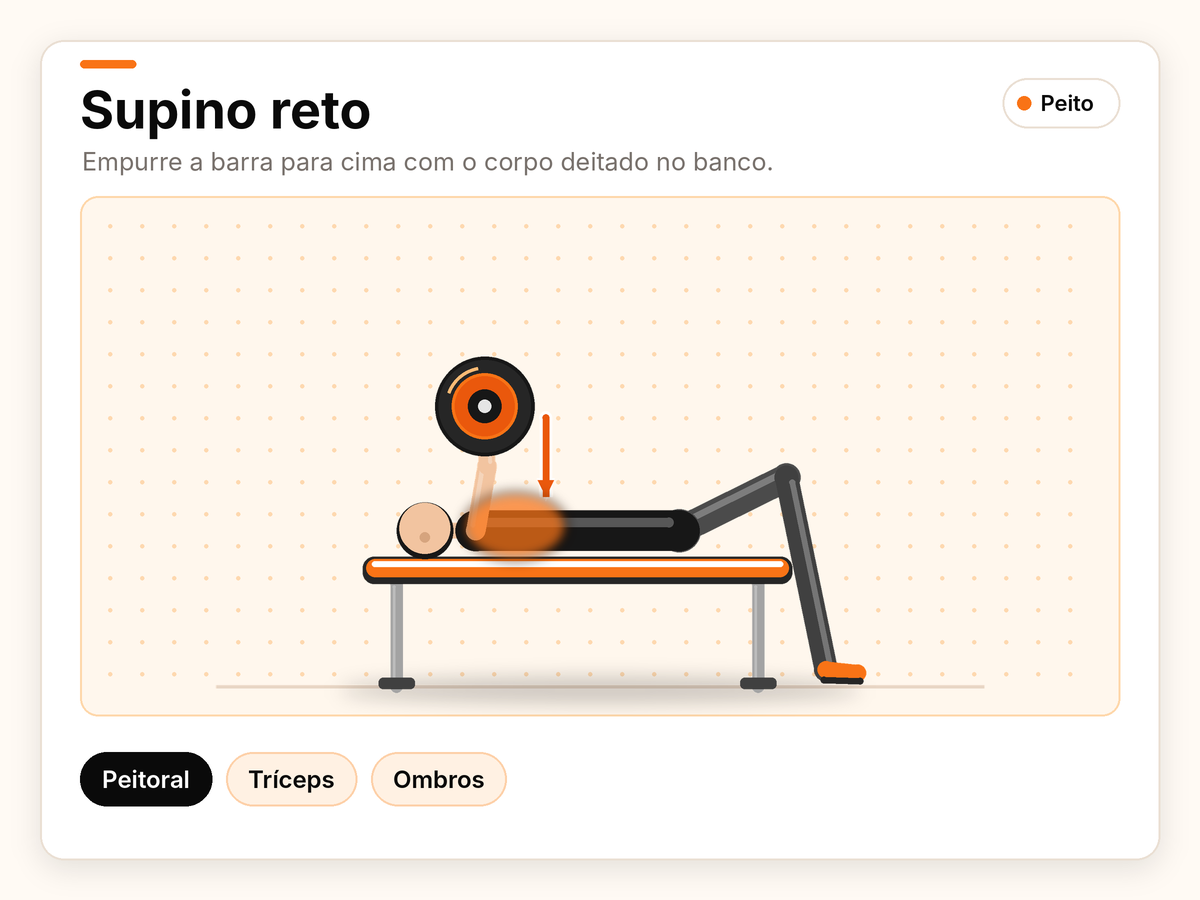 Supino reto
Peito
Empurre a barra para cima com o corpo deitado no banco.
Peitoral
Tríceps
Ombros